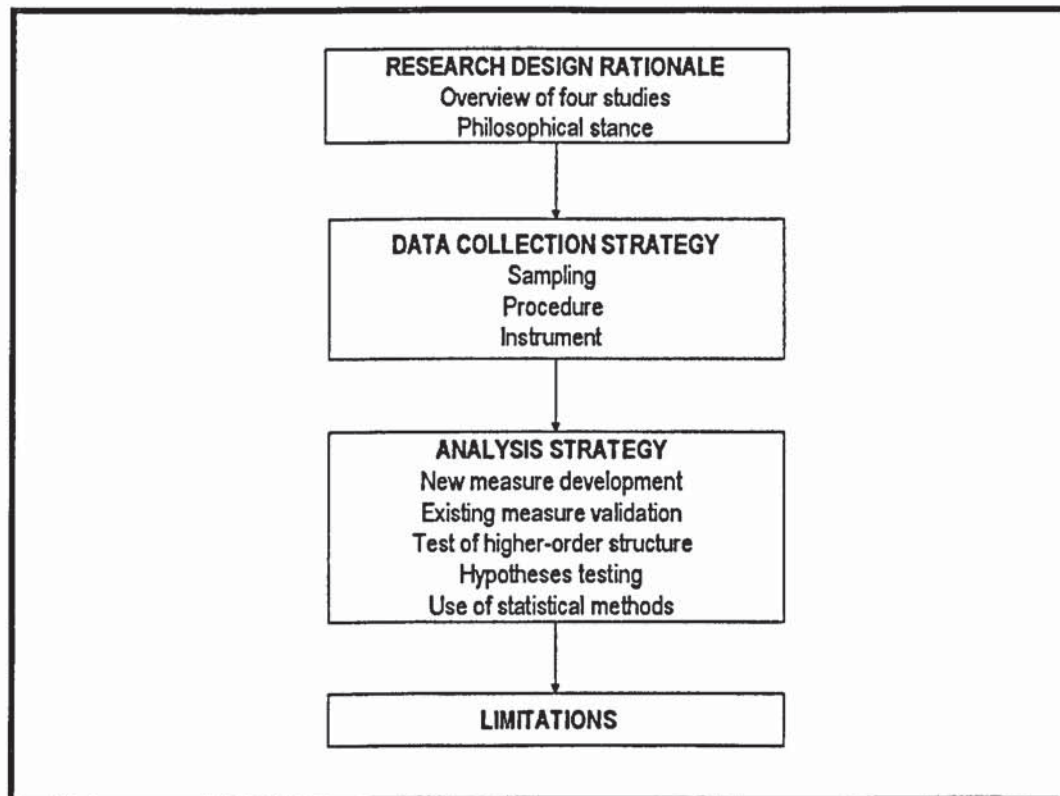 RESEARCH DESIGN RATIONALE
Overview of four studies
Philosophical stance
DATA COLLECTION STRATEGY
Sampling
Procedure
Instrument
ANALYSIS STRATEGY
New measure development
Existing measure validation
Test of higher-order structure
Hypotheses testing
Use of statistical methods
LIMITATIONS